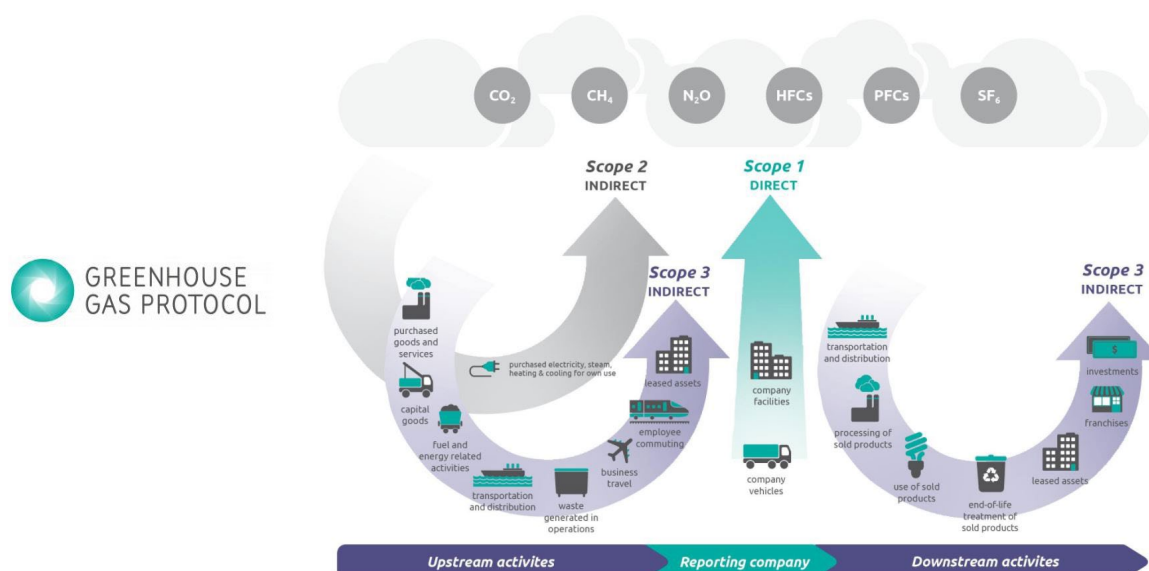 CO₂
CH₄
N₂O
HFCs
PFCs
SF₆
Scope 2
INDIRECT
Scope 1
DIRECT
Scope 3
INDIRECT
Scope 3
INDIRECT
GREENHOUSE
GAS PROTOCOL
purchased
goods and
services
capital
goods
fuel and
energy related
activities
transportation
and distribution
waste
generated in
operations
business
travel
employee
commuting
leased assets
purchased electricity, steam,
heating & cooling for own use
company
facilities
company
vehicles
transportation
and distribution
processing of
sold products
use of sold
products
end-of-life
treatment of
sold products
leased assets
franchises
$
investments
Upstream activites
Reporting company
Downstream activites